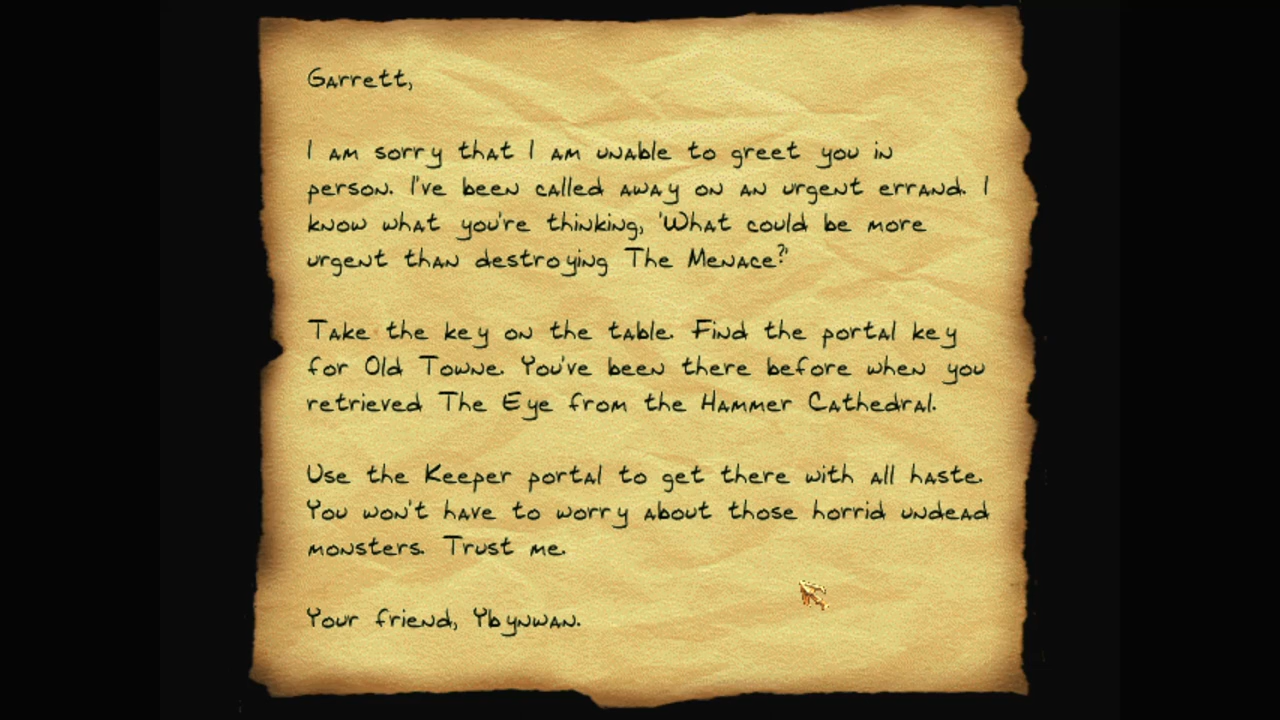 Garrett,
I am sorry that I am unable to greet you in
person. I've been called away on an urgent errand. I
know what you're thinking, 'What could be more
urgent than destroying The Menace?'
Take the key on the table. Find the portal key
for Old Towne. You've been there before when you
retrieved The Eye from the Hammer Cathedral.
Use the Keeper portal to get there with all haste.
You won't have to worry about those horrid undead
monsters. Trust me.
Your friend, Ybynwan.